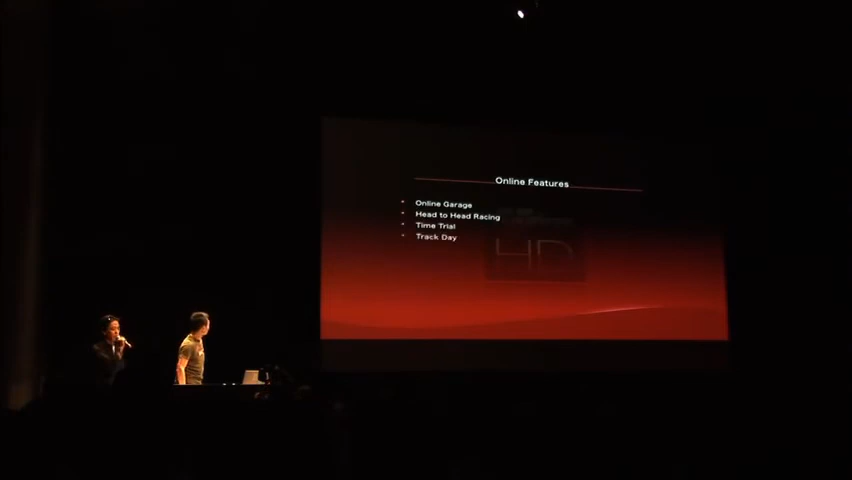 Online Features
• Online Garage
• Head to Head Racing
• Time Trial
• Track Day
HD